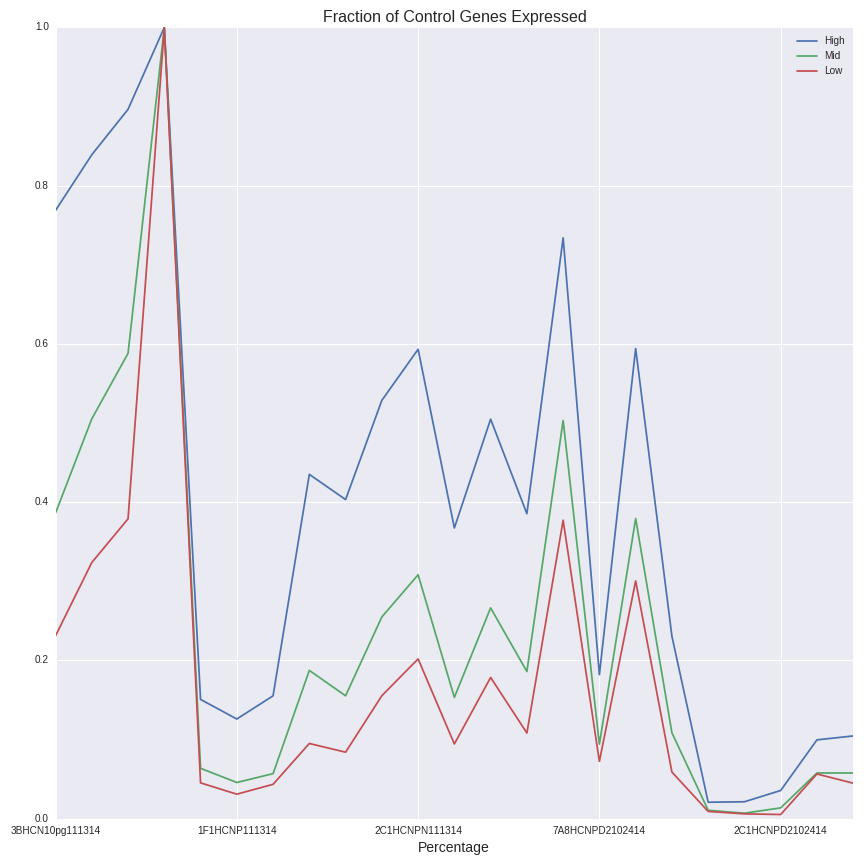 Fraction of Control Genes Expressed
1.0
High
Mid
Low
0.8
0.6
0.4
0.2
0.0
3BHCN10pg111314 1F1HCNP111314 2C1HCNPN111314 7A8HCNPD2102414 2C1HCNPD2102414
Percentage